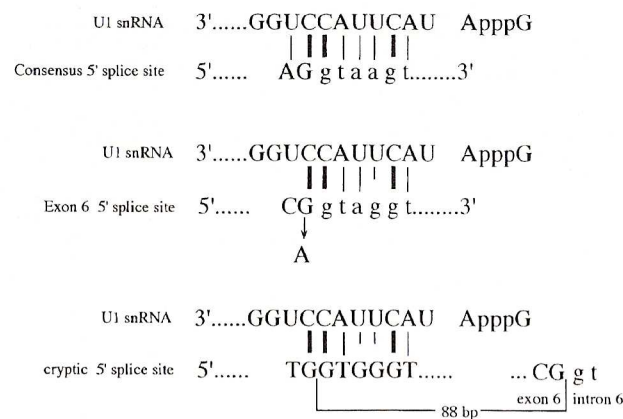 U1 snRNA 3'......GGUCCAUUCAU ApppG
Consensus 5' splice site 5'...... AG g t a a g t........3'
U1 snRNA 3'......GGUCCAUUCAU ApppG
Exon 6 5' splice site 5'...... CG g t a g g t........3'
A
U1 snRNA 3'......GGUCCAUUCAU ApppG
cryptic 5' splice site 5'...... TGGTGGGT...... ... CG g t
exon 6 intron 6
88 bp